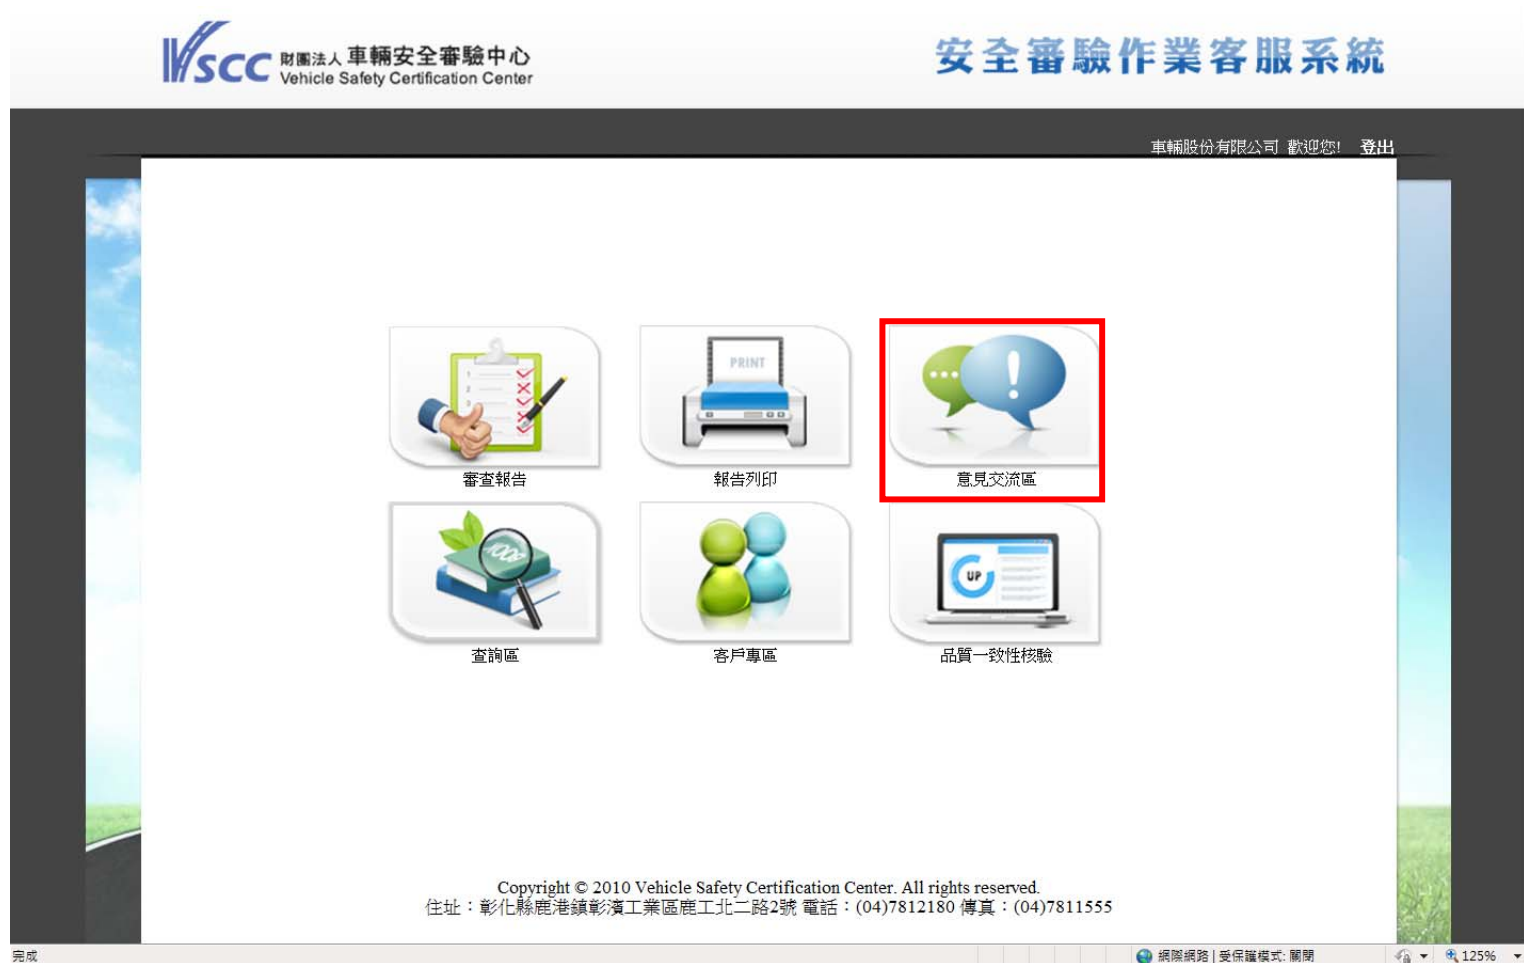 VSCC 財團法人 車輛安全審驗中心
Vehicle Safety Certification Center
安全審驗作業客服系統
車輛股份有限公司 歡迎您! 登出
1
2
3
PRINT
審查報告 報告列印 意見交流區
BOOK
UP
查詢區 客戶專區 品質一致性核驗
Copyright © 2010 Vehicle Safety Certification Center. All rights reserved.
住址：彰化縣鹿港鎮彰濱工業區鹿工北二路2號 電話：(04)7812180 傳真：(04)7811555
完成 網際網路 | 受保護模式: 關閉 125%